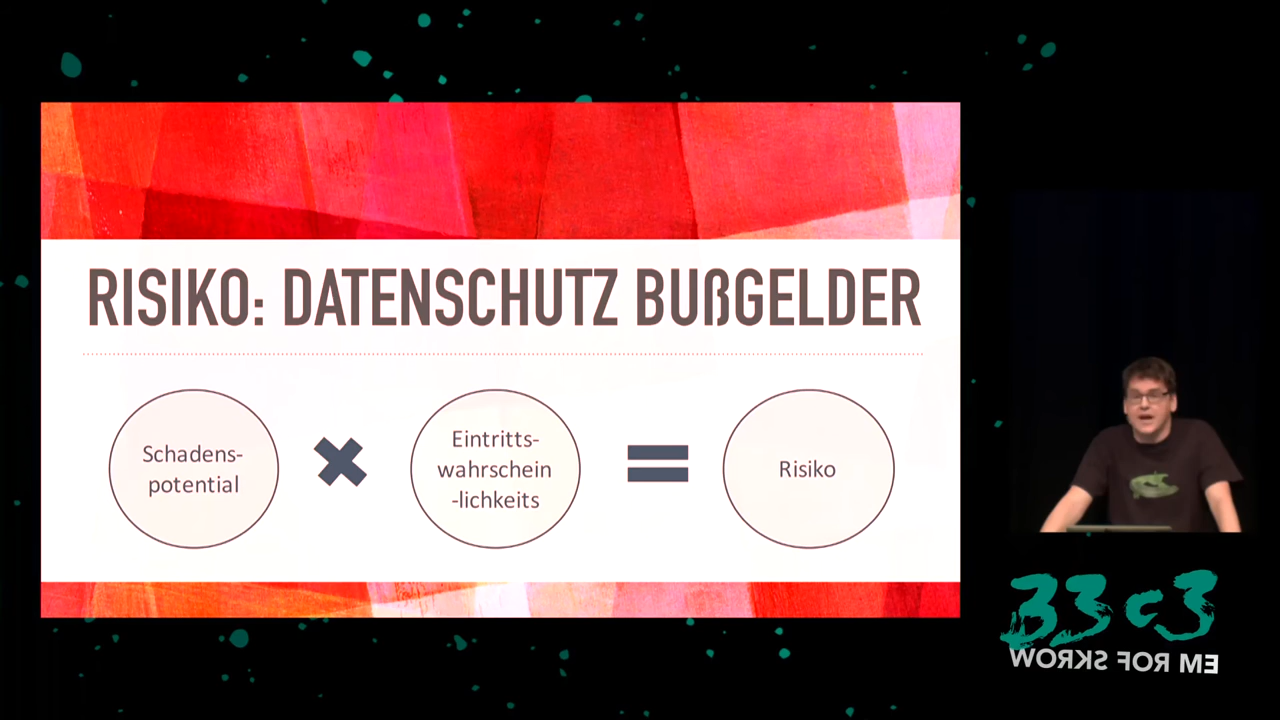 RISIKO: DATENSCHUTZ BUßGELDER
Schadens-
potential
Eintritts-
wahrschein
-lichkeits
Risiko
33c3
WORKS FOR ME